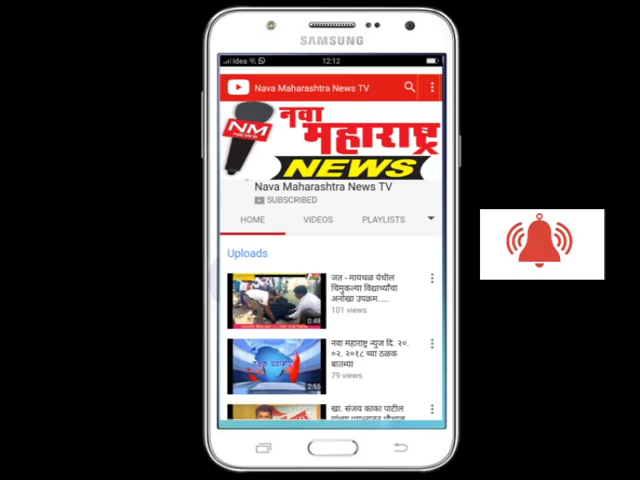 SAMSUNG
Idea
12:12
Nava Maharashtra News TV
नवा
महाराष्ट्र
NM
NEWS
NEWS
Nava Maharashtra News TV
SUBSCRIBED
HOME VIDEOS PLAYLISTS
Uploads
जत - मायथळ येथील
चिमुकल्या विद्यार्थ्यांचा
अनोखा उपक्रम.....
101 views
0:48
नवा महाराष्ट्र न्युज दि. २०.
०२. २०१८ च्या ठळक
बातम्या
79 views
2:55
खा. संजय काका पाटील